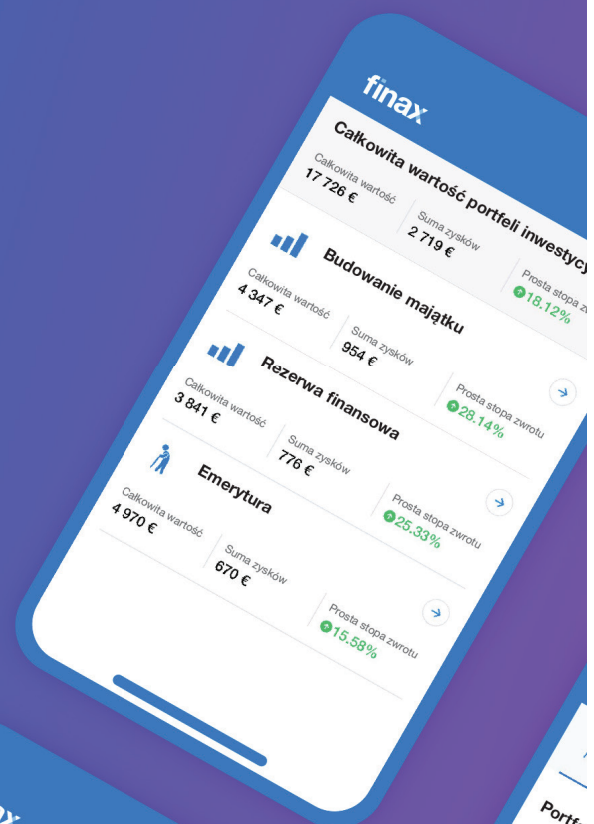 finax
Całkowita wartość portfeli inwestycy
Całkowita wartość
17 726 €
Suma zysków
2 719 €
Prosta stopa
18.12%
Budowanie majątku
Całkowita wartość
4 347 €
Suma zysków
954 €
Prosta stopa zwrotu
28.14%
Rezerwa finansowa
Całkowita wartość
3 841 €
Suma zysków
776 €
Prosta stopa zwrotu
25.33%
Emerytura
Całkowita wartość
4 970 €
Suma zysków
670 €
Prosta stopa zwrotu
15.58%